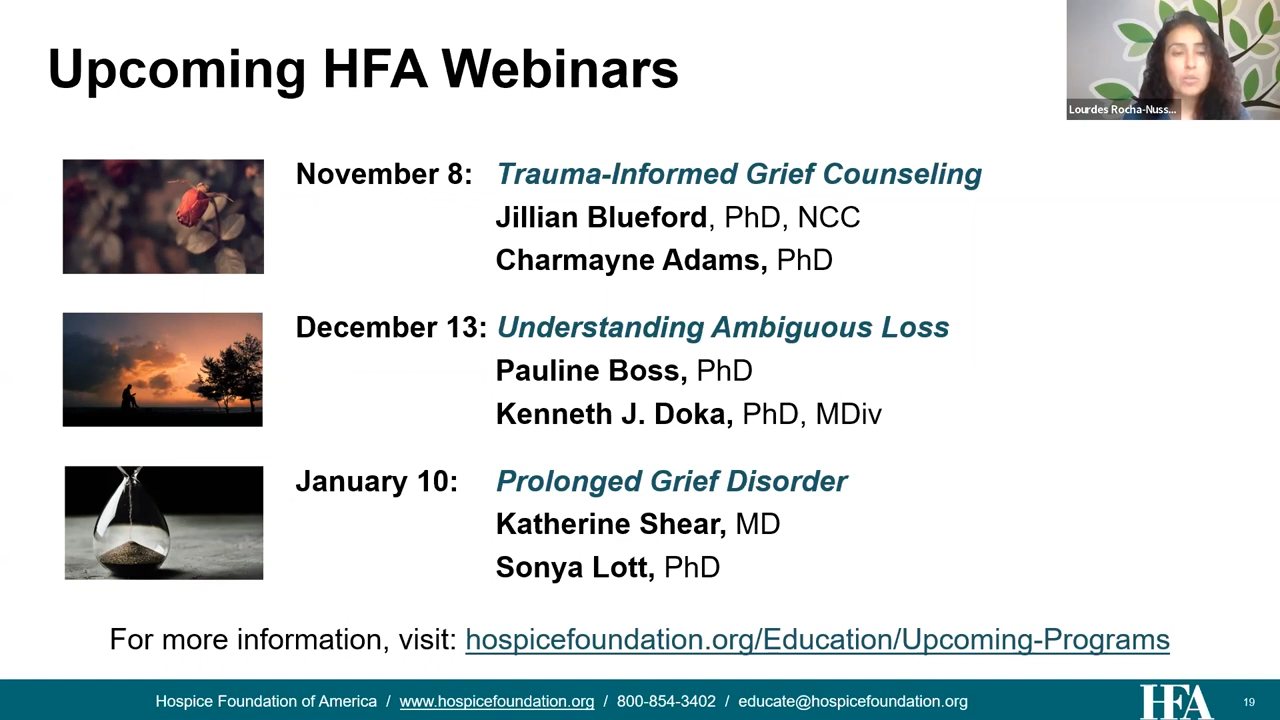 Upcoming HFA Webinars
Lourdes Rocha-Nuss...
November 8: Trauma-Informed Grief Counseling
Jillian Blueford, PhD, NCC
Charmayne Adams, PhD
December 13: Understanding Ambiguous Loss
Pauline Boss, PhD
Kenneth J. Doka, PhD, MDiv
January 10: Prolonged Grief Disorder
Katherine Shear, MD
Sonya Lott, PhD
For more information, visit: hospicefoundation.org/Education/Upcoming-Programs
Hospice Foundation of America / www.hospicefoundation.org / 800-854-3402 / educate@hospicefoundation.org
HFA
19